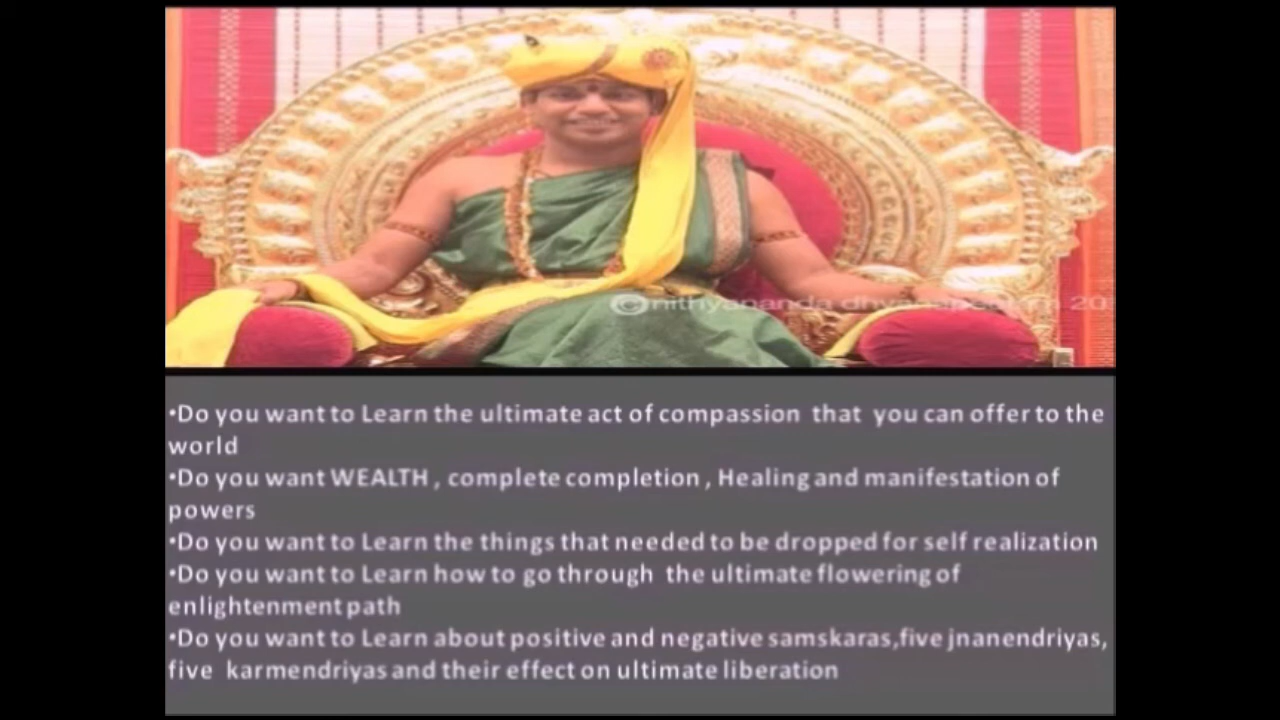 ©nithyananda dhyanapeetam 20
•Do you want to Learn the ultimate act of compassion that you can offer to the
world
•Do you want WEALTH , complete completion , Healing and manifestation of
powers
•Do you want to Learn the things that needed to be dropped for self realization
•Do you want to Learn how to go through the ultimate flowering of
enlightenment path
•Do you want to Learn about positive and negative samskaras,five jnanendriyas,
five karmendriyas and their effect on ultimate liberation